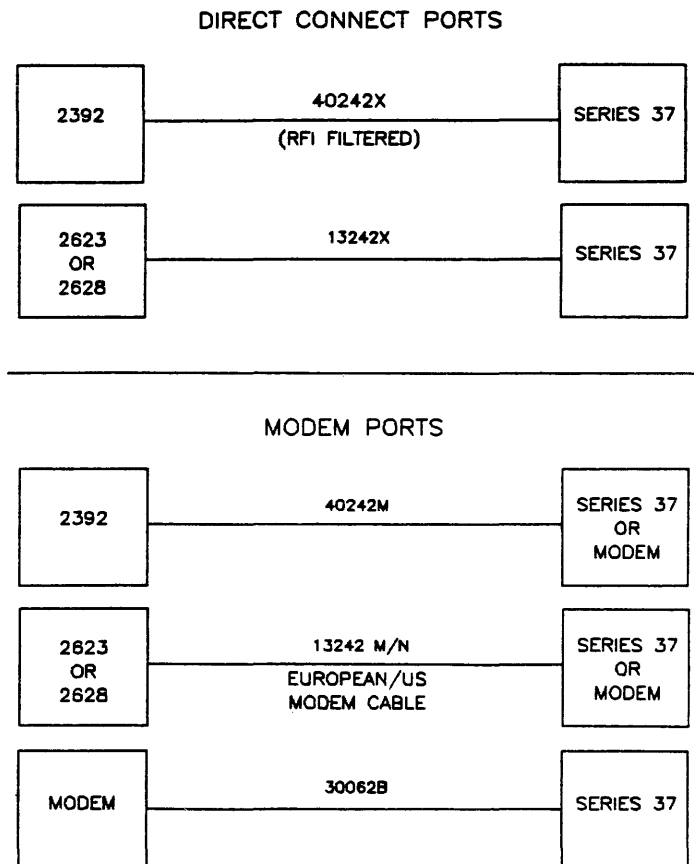 DIRECT CONNECT PORTS
2392
40242X
(RFI FILTERED)
SERIES 37
2623
OR
2628
13242X
SERIES 37
MODEM PORTS
2392
40242M
SERIES 37
OR
MODEM
2623
OR
2628
13242 M/N
EUROPEAN/US
MODEM CABLE
SERIES 37
OR
MODEM
MODEM
30062B
SERIES 37